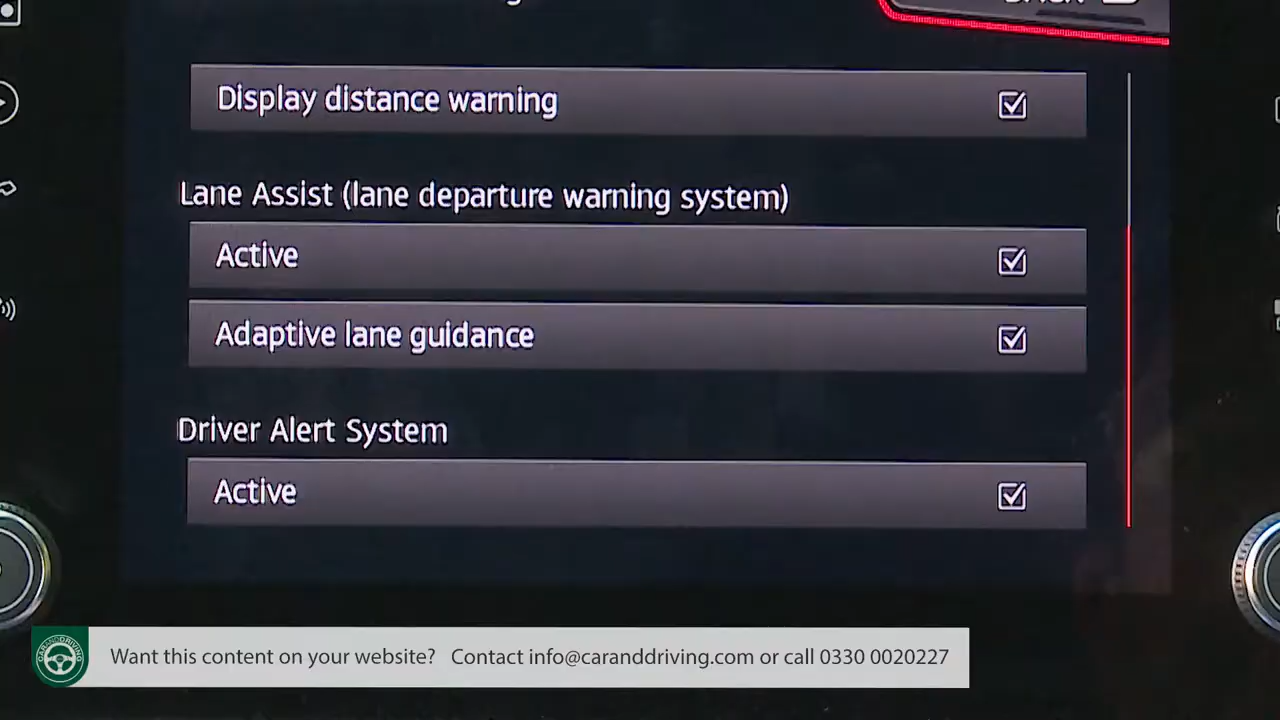 Display distance warning
Lane Assist (lane departure warning system)
Active
Adaptive lane guidance
Driver Alert System
Active
CARANDDRIVING
Want this content on your website? Contact info@caranddriving.com or call 0330 0020227